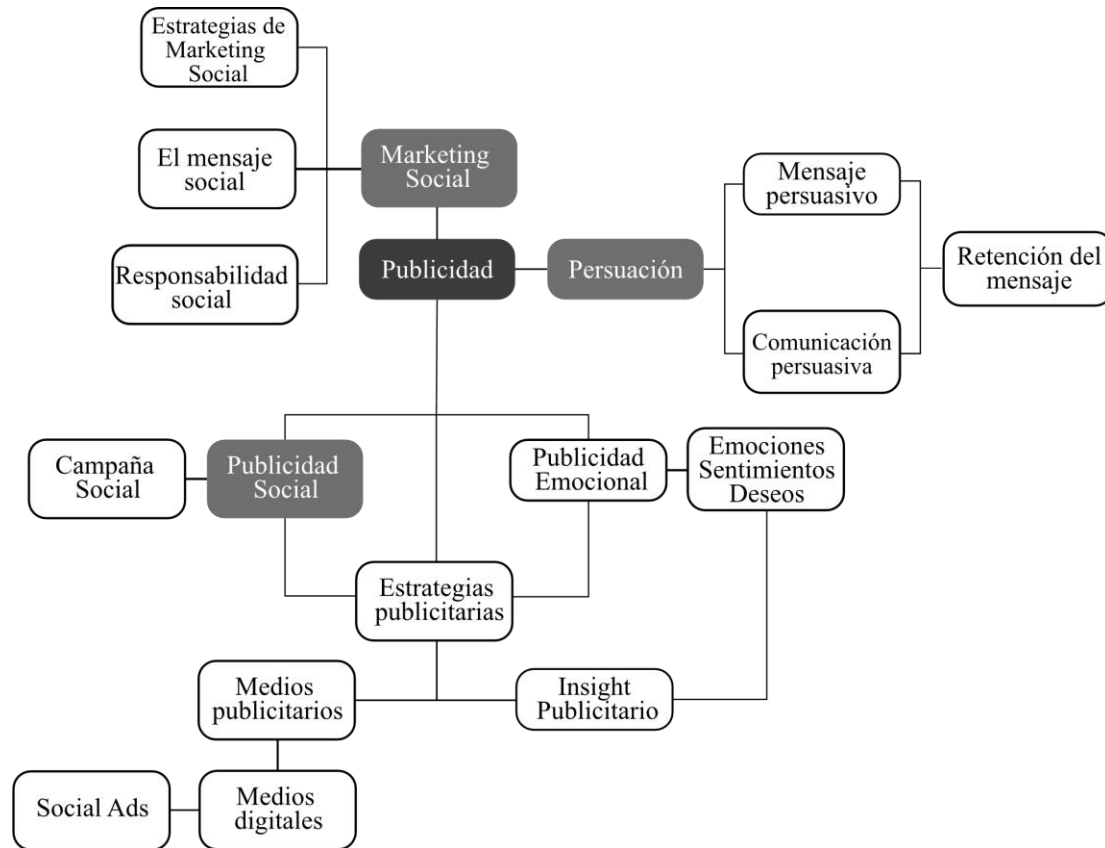 Estrategias de
Marketing
Social
El mensaje
social
Marketing
Social
Mensaje
persuasivo
Responsabilidad
social
Publicidad
Persuación
Retención del
mensaje
Comunicación
persuasiva
Campaña
Social
Publicidad
Social
Publicidad
Emocional
Emociones
Sentimientos
Deseos
Estrategias
publicitarias
Medios
publicitarios
Insight
Publicitario
Social Ads
Medios
digitales